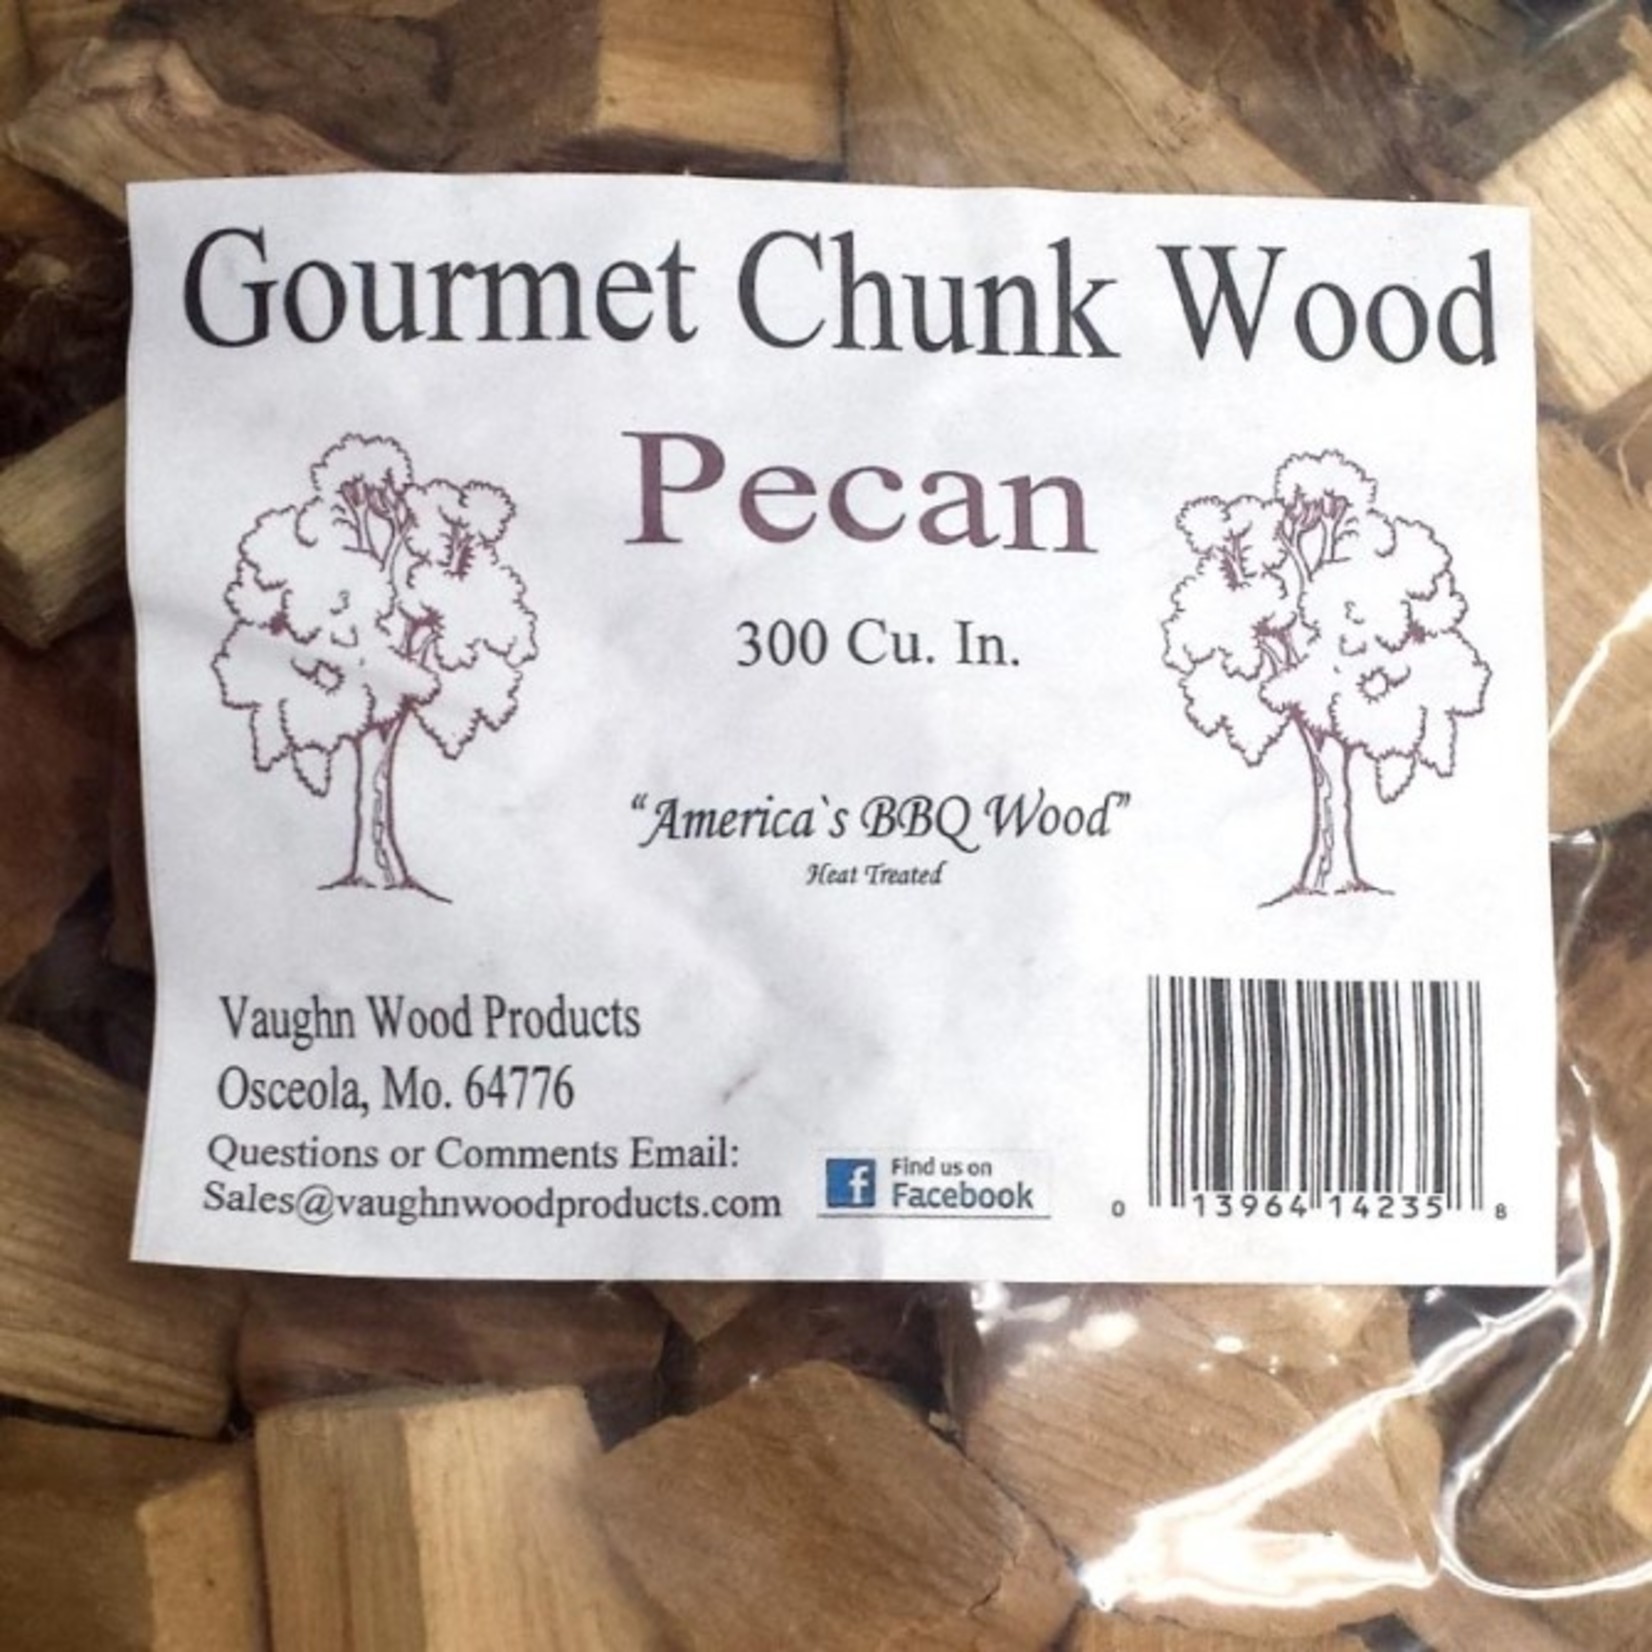 Gourmet Chunk Wood
Pecan
300 Cu. In.
“America`s BBQ Wood”
Heat Treated
Vaughn Wood Products
Osceola, Mo. 64776
Questions or Comments Email:
Sales@vaughnwoodproducts.com
f Find us on
Facebook
0 13964 14235 8